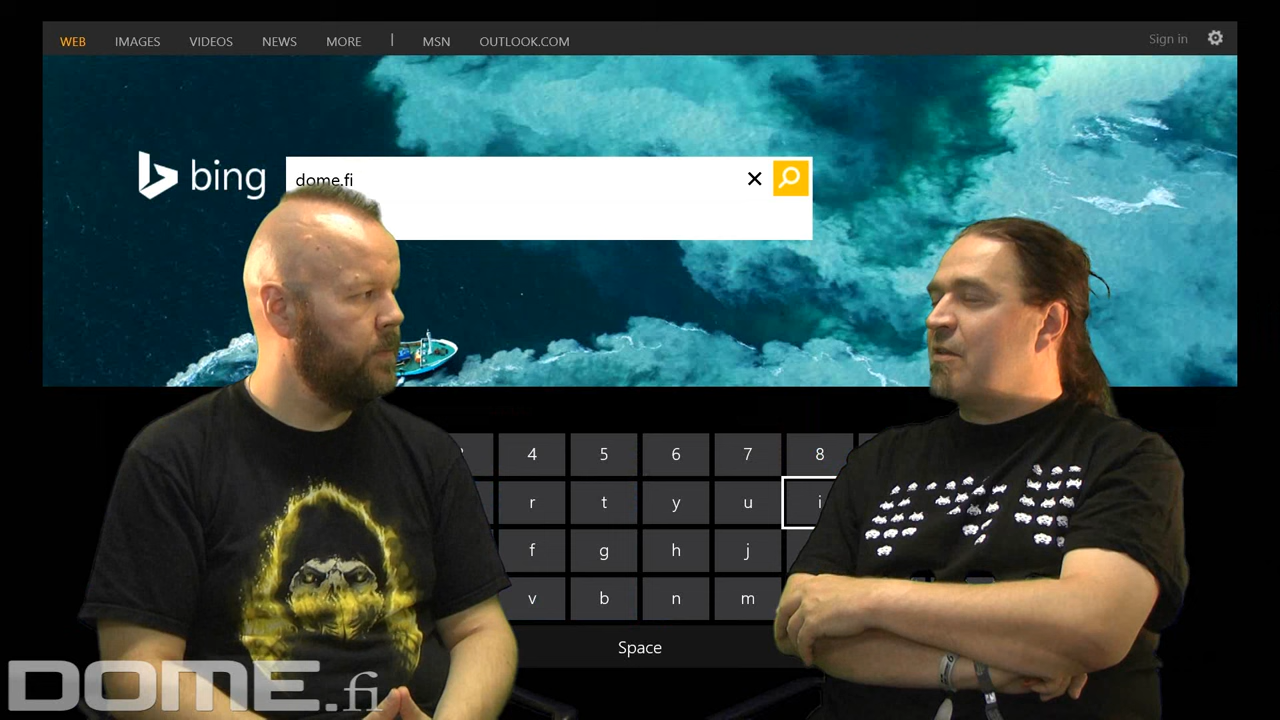 WEB IMAGES VIDEOS NEWS MORE | MSN OUTLOOK.COM Sign in
bing dome.fi
4 5 6 7 8
r t y u i
f g h j
v b n m
Space
DOME.fi